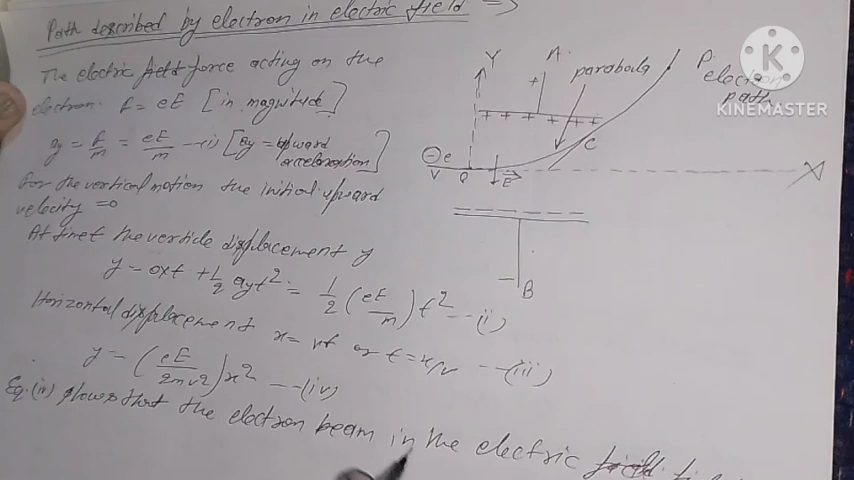 Path described by electron in electric field =>
The electric field force acting on the
electron. F = eE [in magnitude]
ay = F/m = eE/m --(i) [ay = upward
acceleration]
For the vertical motion the initial upward
velocity = 0
At time t the verticle displacement y
y = 0xt + 1/2 ayt² = 1/2 (eE/m) t² --(ii)
Horizontal displacement x = vt or t = x/v --(iii)
y = (eE/2mv2) x² --(iv)
Eq.(iv) shows that the electron beam in the electric
Y
A
+
parabola
P
electron
path
+ + + + + + + +
C
e
V
O
E
X
−
B
K
KINEMASTER